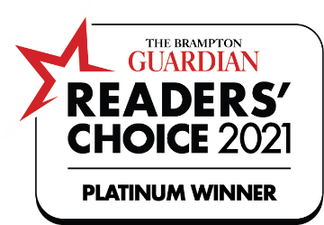 THE BRAMPTON
GUARDIAN
READERS’
CHOICE 2021
PLATINUM WINNER